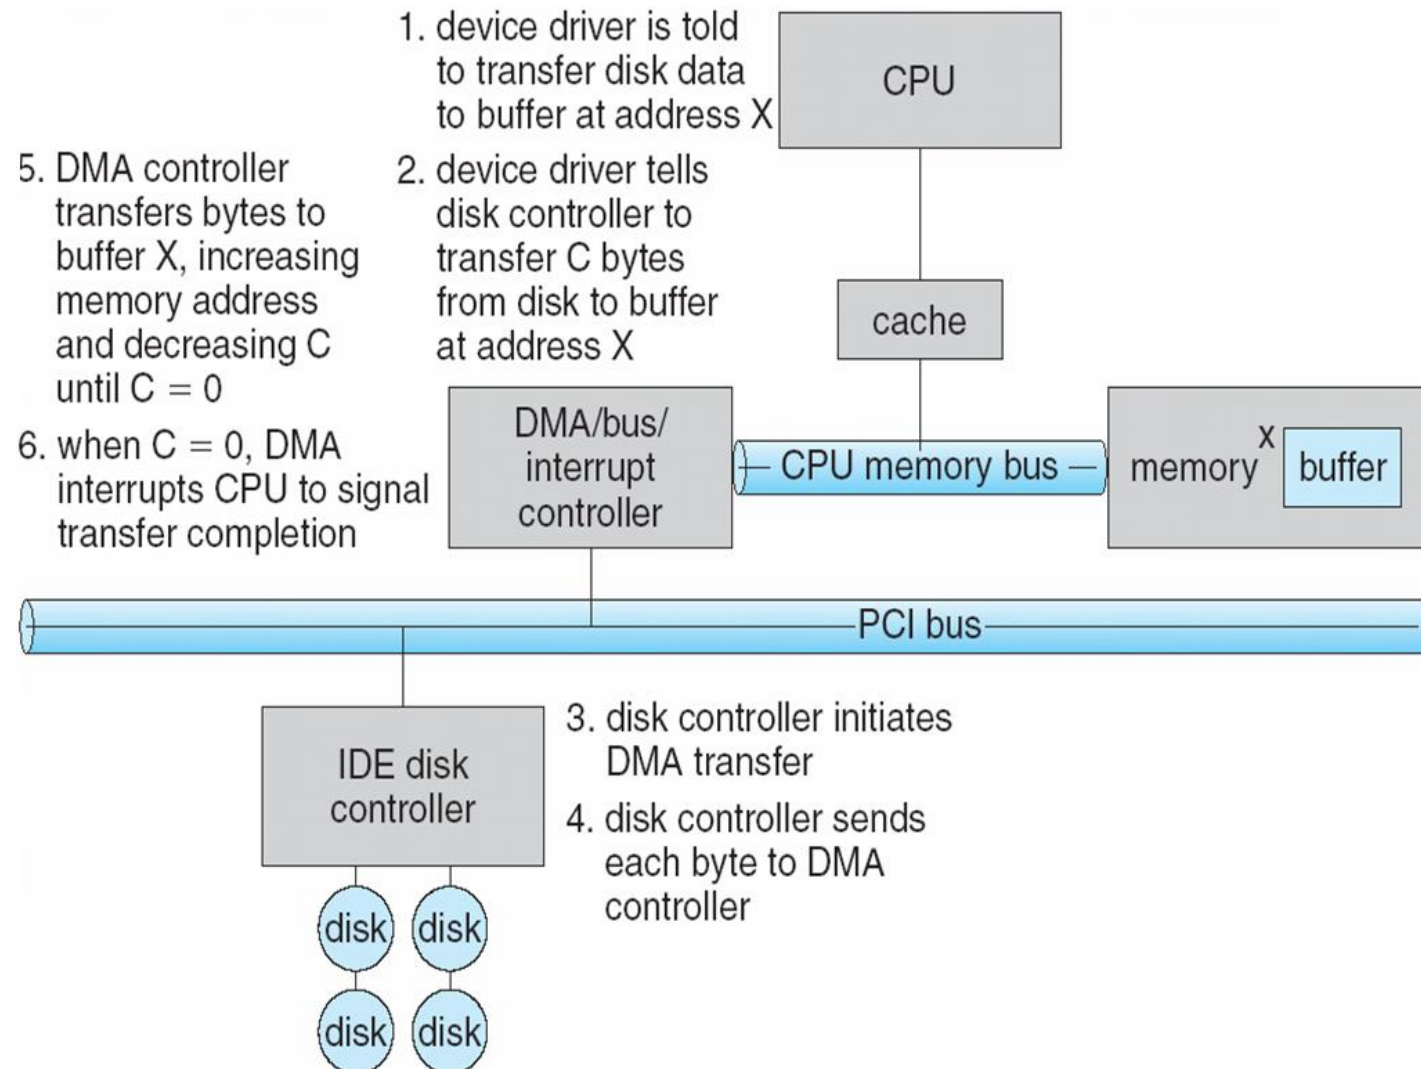 1. device driver is told
to transfer disk data
to buffer at address X
CPU
5. DMA controller
transfers bytes to
buffer X, increasing
memory address
and decreasing C
until C = 0
2. device driver tells
disk controller to
transfer C bytes
from disk to buffer
at address X
cache
6. when C = 0, DMA
interrupts CPU to signal
transfer completion
DMA/bus/
interrupt
controller
CPU memory bus
memory
x
buffer
PCI bus
IDE disk
controller
3. disk controller initiates
DMA transfer
4. disk controller sends
each byte to DMA
controller
disk
disk
disk
disk